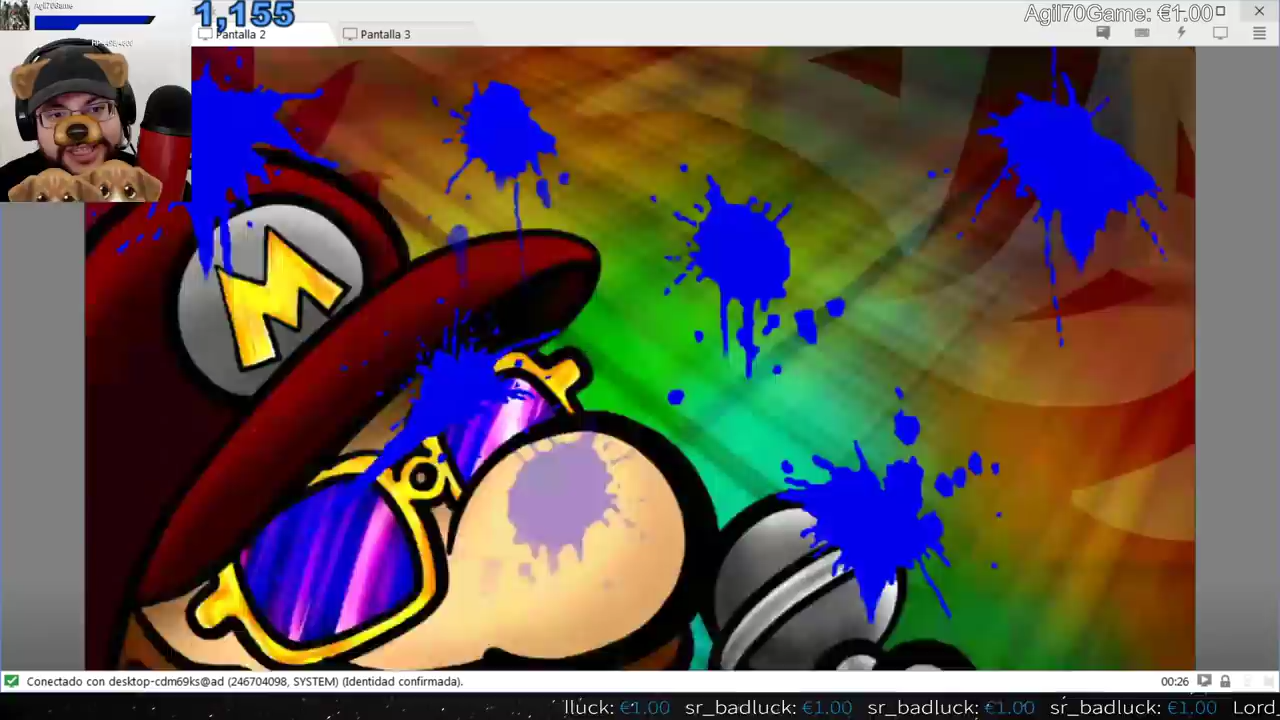 Agil70Game
1,155
Agil70Game: €1.00
Pantalla 2
Pantalla 3
M
Conectado con desktop-cdm69ks@ad (246704098, SYSTEM) (Identidad confirmada).
00:26
lluck: €1.00 sr_badluck: €1.00 sr_badluck: €1.00 sr_badluck: €1.00 Lord